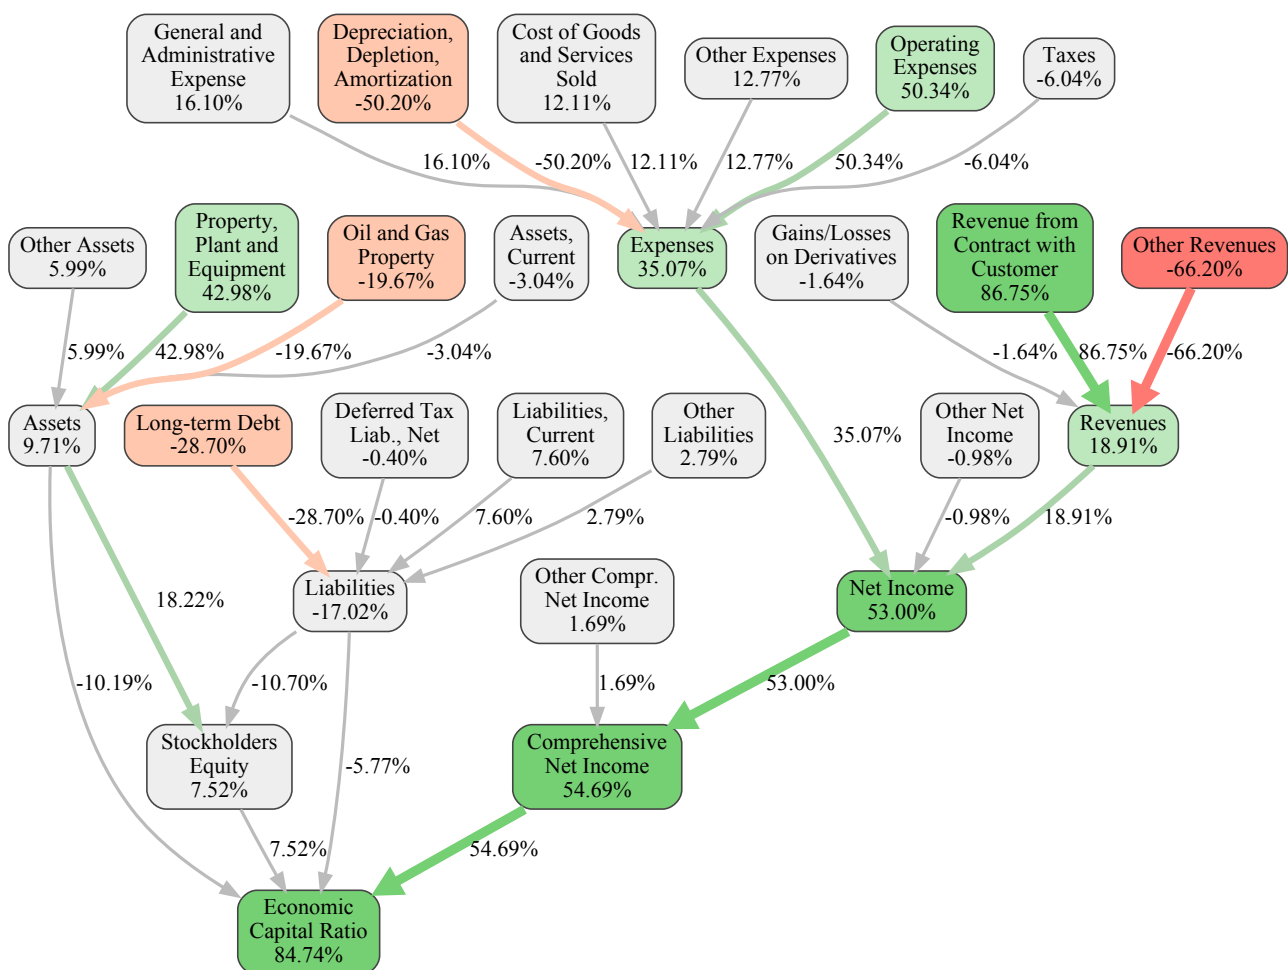 General and
Administrative
Expense
16.10%
Depreciation,
Depletion,
Amortization
-50.20%
Cost of Goods
and Services
Sold
12.11%
Other Expenses
12.77%
Operating
Expenses
50.34%
Taxes
-6.04%
16.10%
-50.20%
12.11%
12.77%
50.34%
-6.04%
Other Assets
5.99%
Property,
Plant and
Equipment
42.98%
Oil and Gas
Property
-19.67%
Assets,
Current
-3.04%
Expenses
35.07%
Gains/Losses
on Derivatives
-1.64%
Revenue from
Contract with
Customer
86.75%
Other Revenues
-66.20%
5.99%
42.98%
-19.67%
-3.04%
-1.64%
86.75%
-66.20%
Assets
9.71%
Long-term Debt
-28.70%
Deferred Tax
Liab., Net
-0.40%
Liabilities,
Current
7.60%
Other
Liabilities
2.79%
35.07%
Other Net
Income
-0.98%
Revenues
18.91%
-28.70%
-0.40%
7.60%
2.79%
-0.98%
18.91%
18.22%
Liabilities
-17.02%
Other Compr.
Net Income
1.69%
Net Income
53.00%
-10.19%
-10.70%
1.69%
53.00%
Stockholders
Equity
7.52%
-5.77%
Comprehensive
Net Income
54.69%
7.52%
54.69%
Economic
Capital Ratio
84.74%